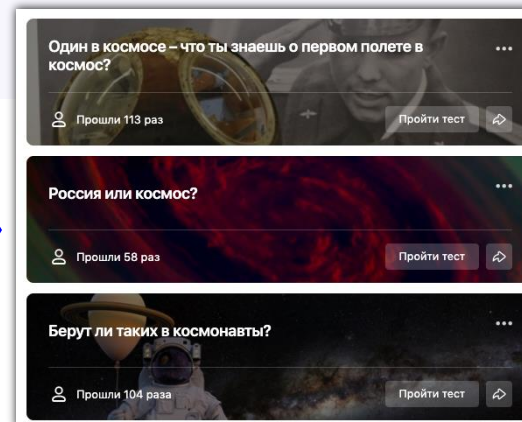 Один в космосе – что ты знаешь о первом полете в
космос?
Прошли 113 раз
Пройти тест
Россия или космос?
Прошли 58 раз
Пройти тест
Берут ли таких в космонавты?
Прошли 104 раза
Пройти тест